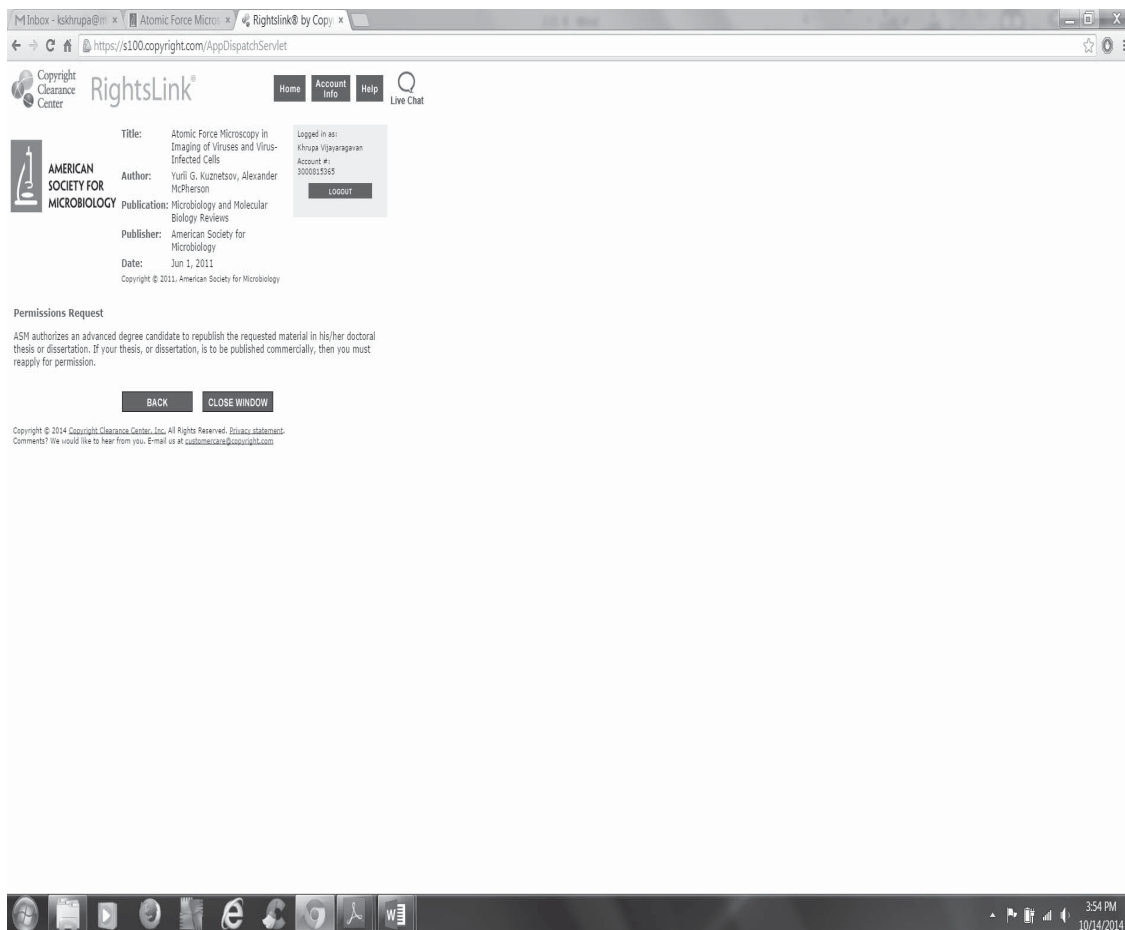 Inbox - kskhrupa@m × Atomic Force Micros × Rightslink® by Copy ×
https://s100.copyright.com/AppDispatchServlet
Copyright
Clearance
Center
RightsLink®
Home
Account
Info
Help
Live Chat
AMERICAN
SOCIETY FOR
MICROBIOLOGY
Title: Atomic Force Microscopy in
Imaging of Viruses and Virus-
Infected Cells
Author: Yurii G. Kuznetsov, Alexander
McPherson
Publication: Microbiology and Molecular
Biology Reviews
Publisher: American Society for
Microbiology
Date: Jun 1, 2011
Copyright © 2011, American Society for Microbiology
Logged in as:
Khrupa Vijayaragavan
Account #:
3000815365
LOGOUT
Permissions Request
ASM authorizes an advanced degree candidate to republish the requested material in his/her doctoral
thesis or dissertation. If your thesis, or dissertation, is to be published commercially, then you must
reapply for permission.
BACK
CLOSE WINDOW
Copyright © 2014 Copyright Clearance Center, Inc. All Rights Reserved. Privacy statement.
Comments? We would like to hear from you. E-mail us at customercare@copyright.com
3:54 PM
10/14/2014